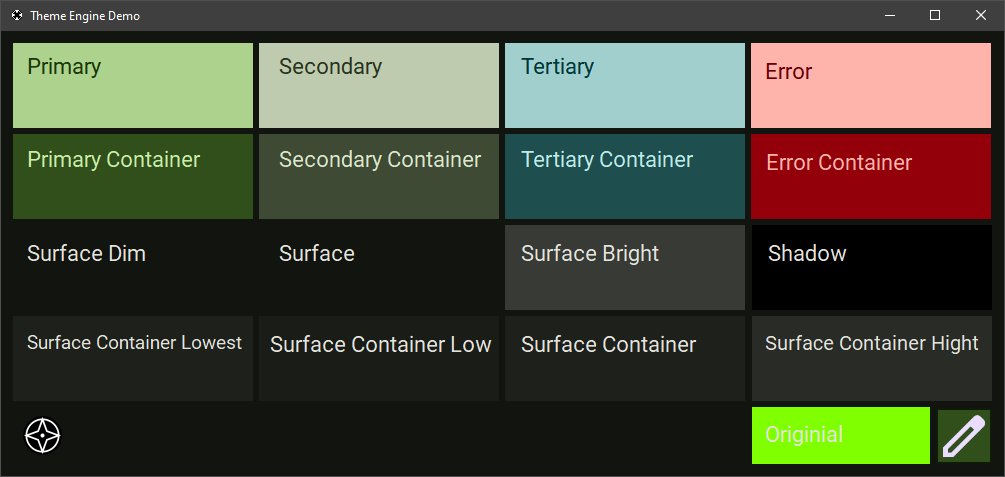 Theme Engine Demo
Primary
Secondary
Tertiary
Error
Primary Container
Secondary Container
Tertiary Container
Error Container
Surface Dim
Surface
Surface Bright
Shadow
Surface Container Lowest
Surface Container Low
Surface Container
Surface Container Hight
Originial